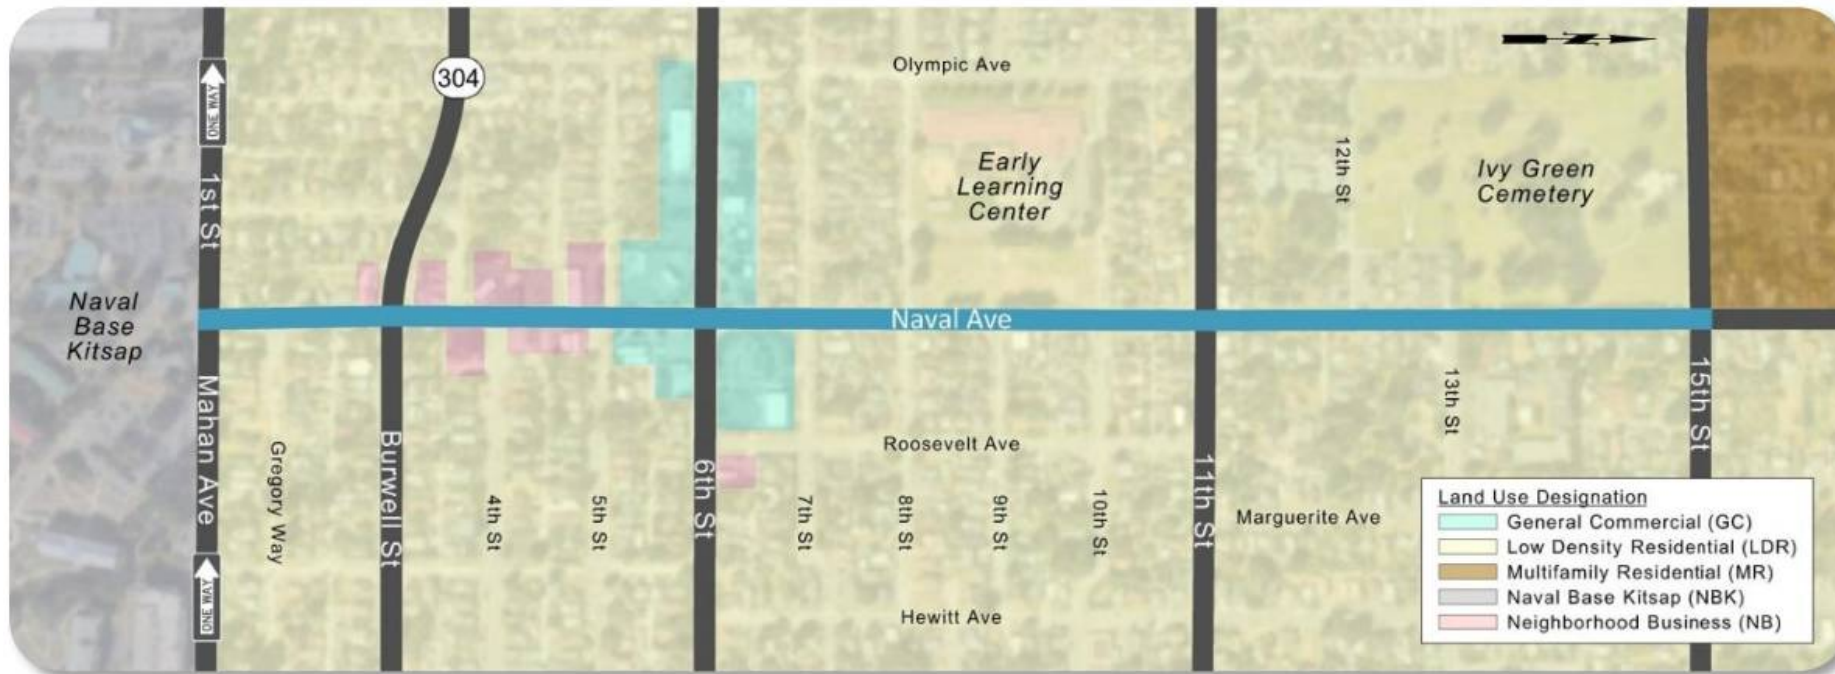 Olympic Ave
304
ONE WAY
1st St
Early
Learning
Center
12th St
Ivy Green
Cemetery
Naval
Base
Kitsap
Naval Ave
Mahan Ave
Gregory Way
Burwell St
4th St
5th St
6th St
Roosevelt Ave
7th St
8th St
9th St
10th St
11th St
Marguerite Ave
13th St
15th St
Hewitt Ave
ONE WAY
Land Use Designation
General Commercial (GC)
Low Density Residential (LDR)
Multifamily Residential (MR)
Naval Base Kitsap (NBK)
Neighborhood Business (NB)